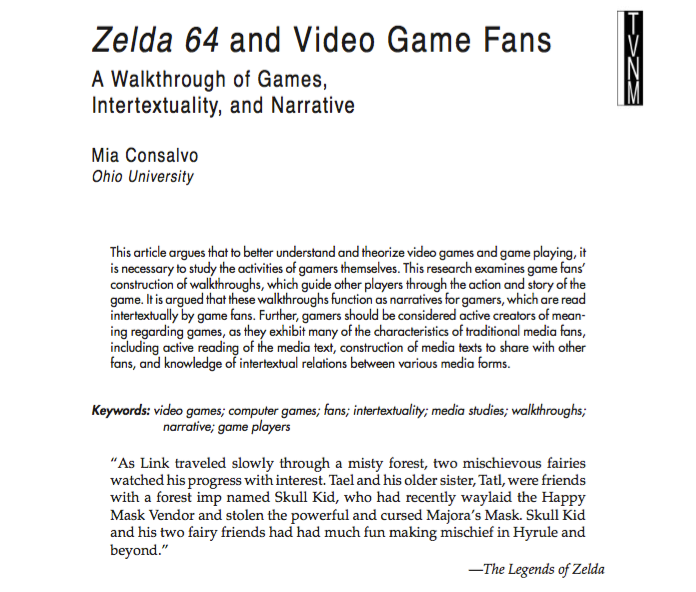 Zelda 64 and Video Game Fans
A Walkthrough of Games,
Intertextuality, and Narrative
TVNM
Mia Consalvo
Ohio University
This article argues that to better understand and theorize video games and game playing, it
is necessary to study the activities of gamers themselves. This research examines game fans’
construction of walkthroughs, which guide other players through the action and story of the
game. It is argued that these walkthroughs function as narratives for gamers, which are read
intertextually by game fans. Further, gamers should be considered active creators of mean-
ing regarding games, as they exhibit many of the characteristics of traditional media fans,
including active reading of the media text, construction of media texts to share with other
fans, and knowledge of intertextual relations between various media forms.
Keywords: video games; computer games; fans; intertextuality; media studies; walkthroughs;
narrative; game players
“As Link traveled slowly through a misty forest, two mischievous fairies
watched his progress with interest. Tael and his older sister, Tatl, were friends
with a forest imp named Skull Kid, who had recently waylaid the Happy
Mask Vendor and stolen the powerful and cursed Majora’s Mask. Skull Kid
and his two fairy friends had had much fun making mischief in Hyrule and
beyond.”
—The Legends of Zelda